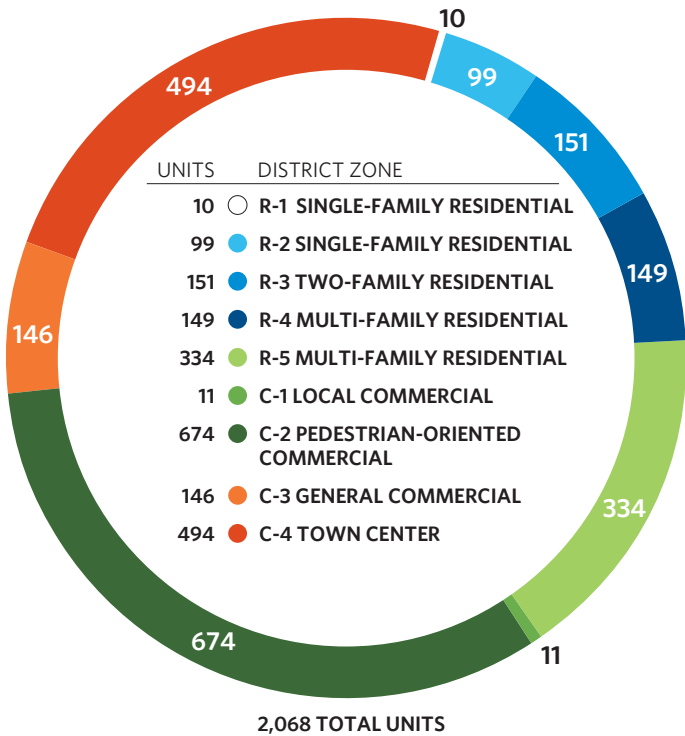 10
99
494
151
UNITS DISTRICT ZONE
10 R-1 SINGLE-FAMILY RESIDENTIAL
99 R-2 SINGLE-FAMILY RESIDENTIAL
151 R-3 TWO-FAMILY RESIDENTIAL
149 R-4 MULTI-FAMILY RESIDENTIAL
334 R-5 MULTI-FAMILY RESIDENTIAL
11 C-1 LOCAL COMMERCIAL
674 C-2 PEDESTRIAN-ORIENTED
COMMERCIAL
146 C-3 GENERAL COMMERCIAL
494 C-4 TOWN CENTER
149
146
334
674
11
2,068 TOTAL UNITS